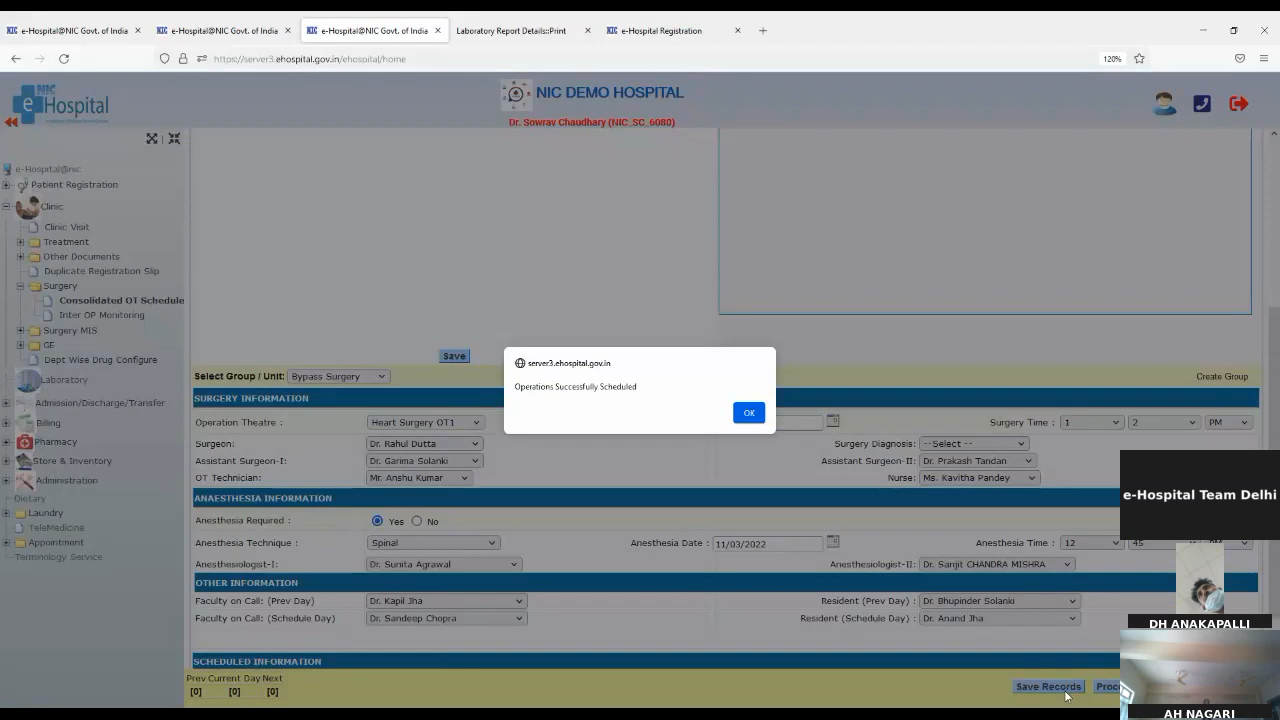 e-Hospital@NIC Govt. of India
e-Hospital@NIC Govt. of India
e-Hospital@NIC Govt. of India
Laboratory Report Details::Print
e-Hospital Registration
https://server3.ehospital.gov.in/ehospital/home
120%
NIC
eHospital
NIC DEMO HOSPITAL
Dr. Sowrav Chaudhary (NIC_SC_6080)
e-Hospital@nic
Patient Registration
Clinic
Clinic Visit
Treatment
Other Documents
Duplicate Registration Slip
Surgery
Consolidated OT Schedule
Inter OP Monitoring
Surgery MIS
GE
Dept Wise Drug Configure
Laboratory
Admission/Discharge/Transfer
Billing
Pharmacy
Store & Inventory
Administration
Dietary
Laundry
TeleMedicine
Appointment
Terminology Service
Save
server3.ehospital.gov.in
Operations Successfully Scheduled
OK
Select Group / Unit: Bypass Surgery
Create Group
SURGERY INFORMATION
Operation Theatre : Heart Surgery OT1 Surgery Time : 1 2 PM
Surgeon: Dr. Rahul Dutta Surgery Diagnosis: --Select --
Assistant Surgeon-I: Dr. Garima Solanki Assistant Surgeon-II: Dr. Prakash Tandan
OT Technician: Mr. Anshu Kumar Nurse: Ms. Kavitha Pandey
ANAESTHESIA INFORMATION
Anesthesia Required : Yes No
Anesthesia Technique : Spinal Anesthesia Date : 11/03/2022 Anesthesia Time : 12 45 PM
Anesthesiologist-I: Dr. Sunita Agrawal Anesthesiologist-II: Dr. Sanjit CHANDRA MISHRA
OTHER INFORMATION
Faculty on Call: (Prev Day) Dr. Kapil Jha Resident (Prev Day) : Dr. Bhupinder Solanki
Faculty on Call: (Schedule Day) Dr. Sandeep Chopra Resident (Schedule Day) : Dr. Anand Jha
SCHEDULED INFORMATION
Prev Current Day Next
[0] [0] [0]
Save Records
Proc
e-Hospital Team Delhi
DH ANAKAPALLI
AH NAGARI